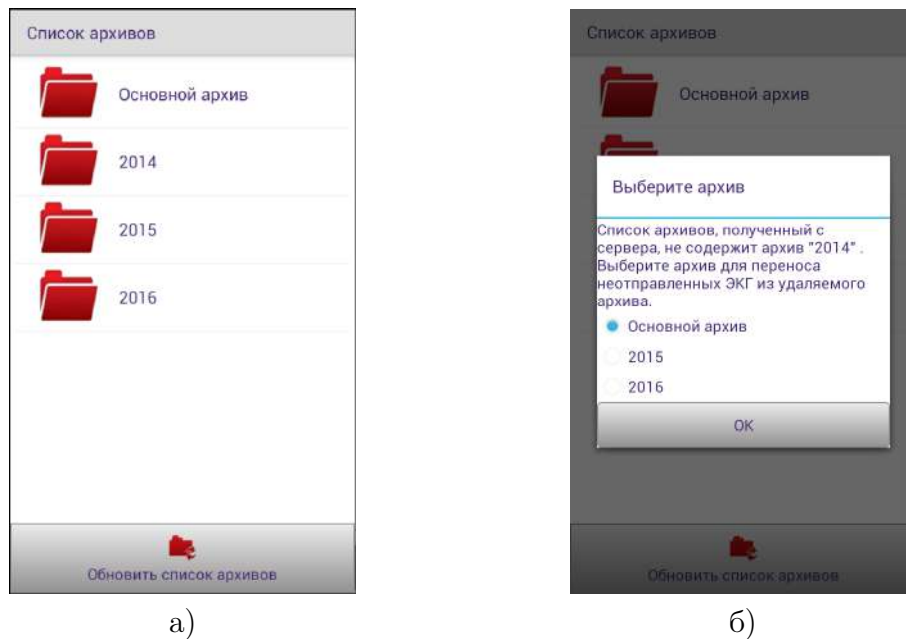 Список архивов
Основной архив
2014
2015
2016
Обновить список архивов
а)
Список архивов
Основной архив
Выберите архив
Список архивов, полученный с
сервера, не содержит архив "2014" .
Выберите архив для переноса
неотправленных ЭКГ из удаляемого
архива.
Основной архив
2015
2016
OK
Обновить список архивов
б)